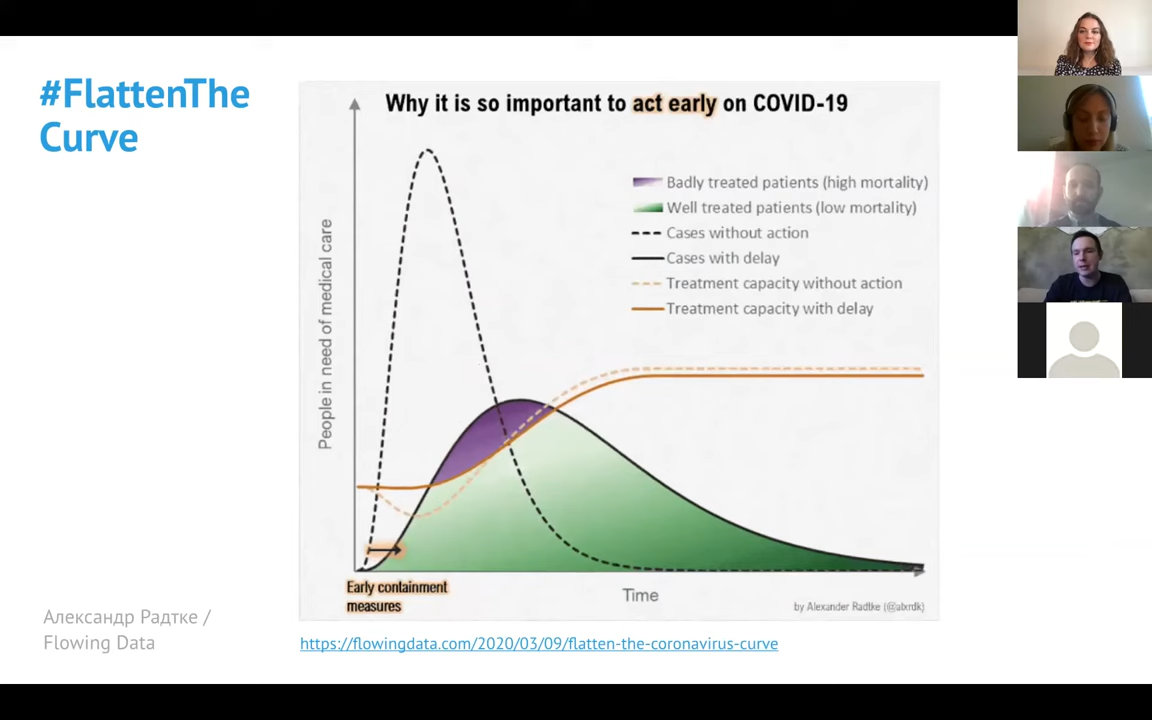 #FlattenThe
Curve
Why it is so important to act early on COVID-19
People in need of medical care
Badly treated patients (high mortality)
Well treated patients (low mortality)
Cases without action
Cases with delay
Treatment capacity without action
Treatment capacity with delay
Early containment
measures
Time
by Alexander Radtke (@alxrdk)
Александр Радтке /
Flowing Data
https://flowingdata.com/2020/03/09/flatten-the-coronavirus-curve